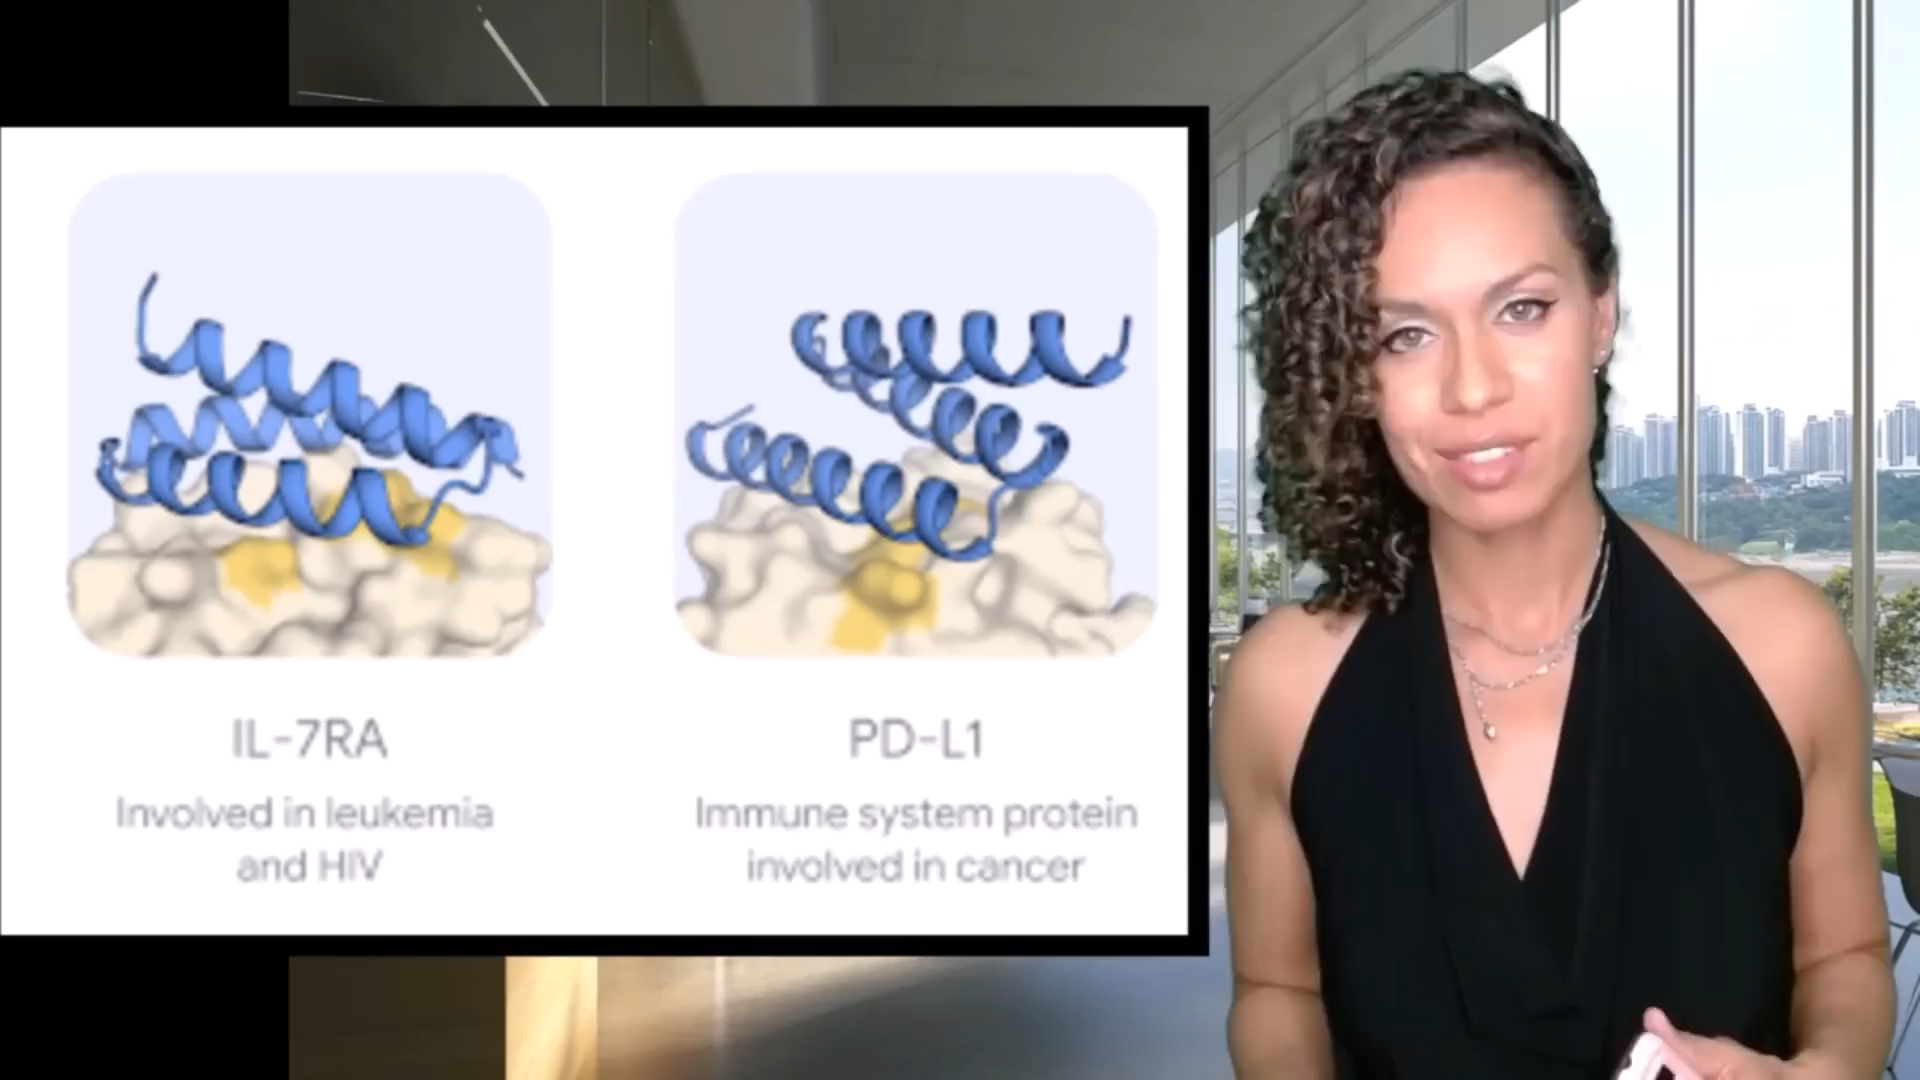 IL-7RA
Involved in leukemia
and HIV
PD-L1
Immune system protein
involved in cancer